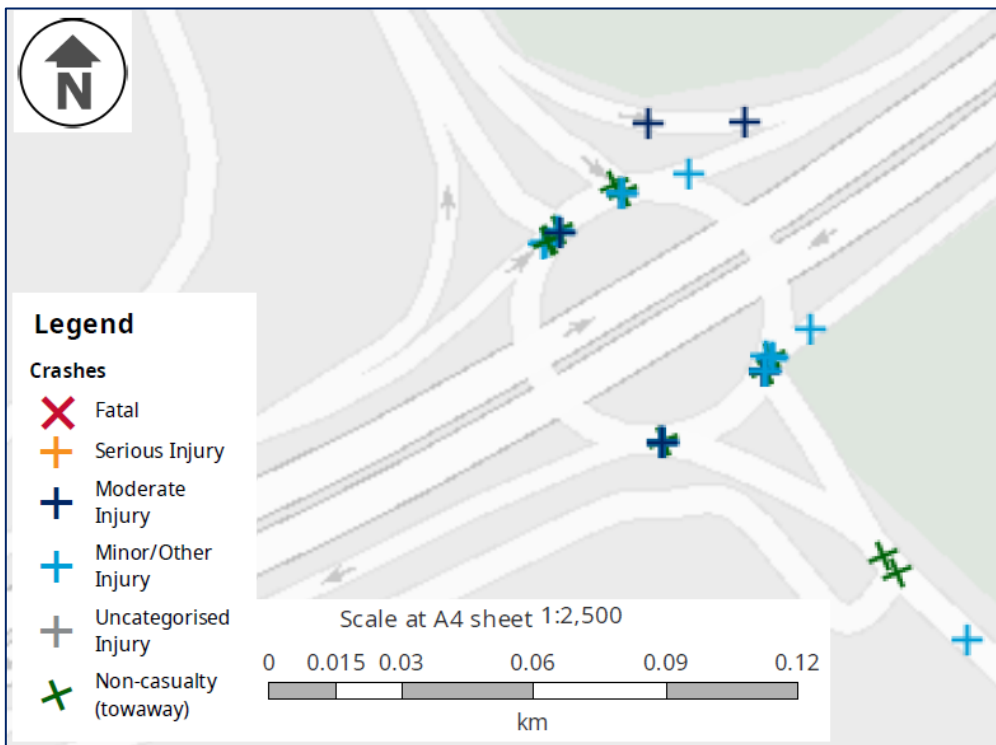 N
Legend
Crashes
Fatal
Serious Injury
Moderate
Injury
Minor/Other
Injury
Uncategorised
Injury
Non-casualty
(towaway)
Scale at A4 sheet 1:2,500
0 0.015 0.03 0.06 0.09 0.12
km